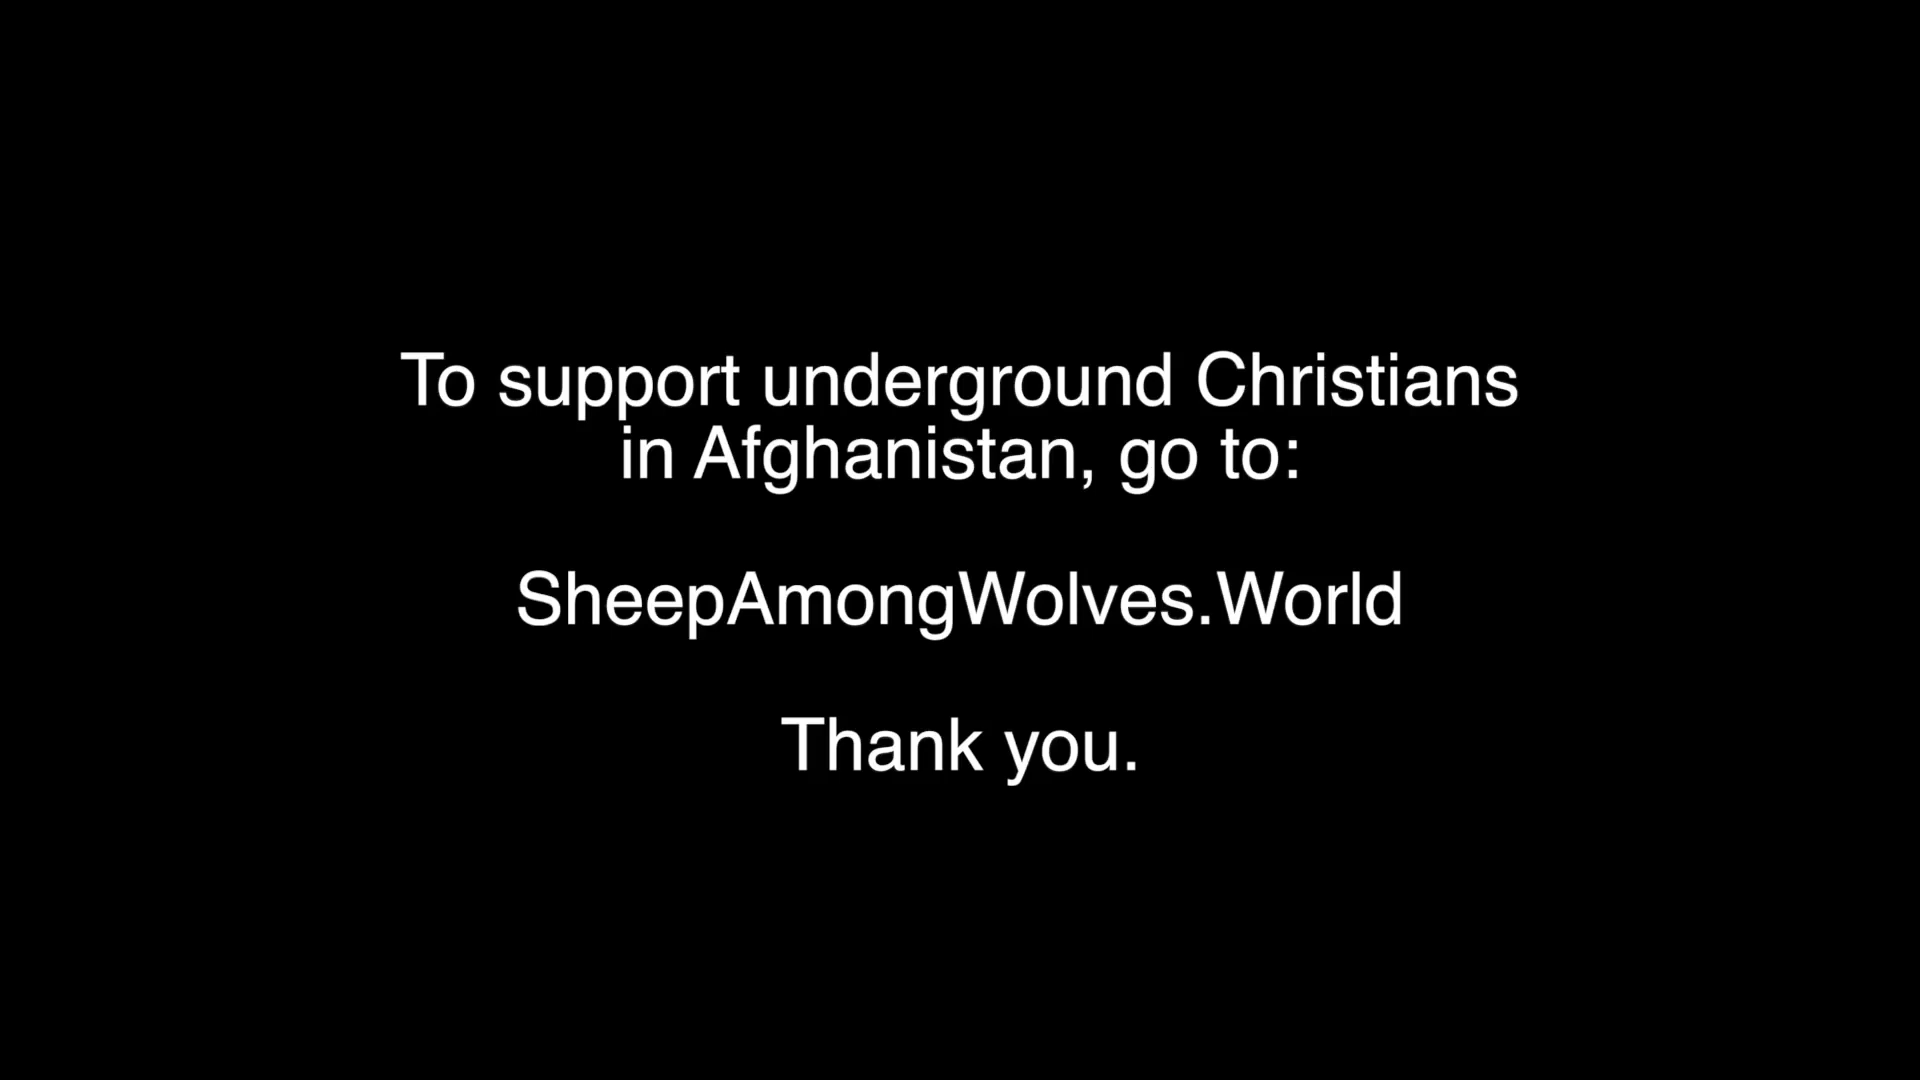 To support underground Christians
in Afghanistan, go to:
SheepAmongWolves.World
Thank you.